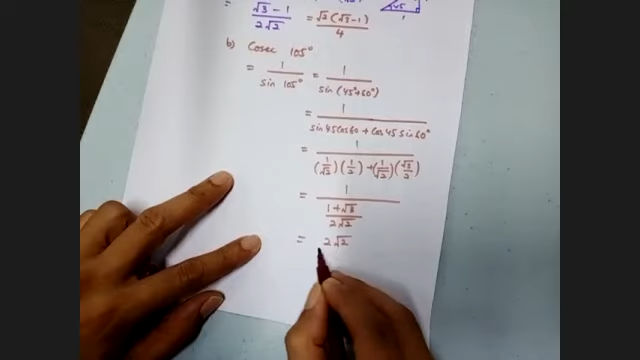 = √3 - 1 / 2√2 = √2 (√3 - 1) / 4
45
1
b) Cosec 105°
= 1 / sin 105° = 1 / sin (45° + 60°)
= 1 / sin 45 cos 60 + cos 45 sin 60°
= 1 / (1/√2) (1/2) + (1/√2) (√3/2)
= 1 / (1 + √3 / 2√2)
= 2√2